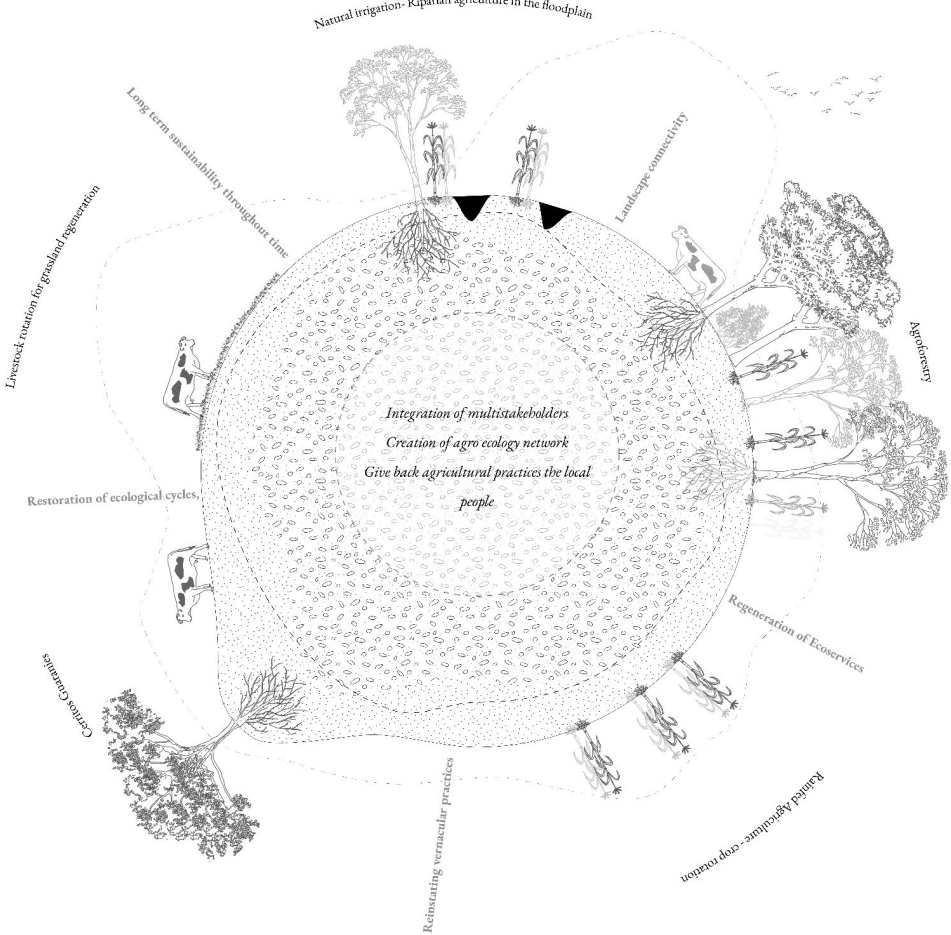 Natural irrigation- Riparian agriculture in the floodplain
Long term sustainability throughout time
Landscape connectivity
Livestock rotation for grassland regeneration
Agroforestry
Integration of multistakeholders
Creation of agro ecology network
Give back agricultural practices the local
people
Restoration of ecological cycles,
Regeneration of Ecoservices
Cerritos Guaranies
Reinstating vernacular practices
Rainfed Agriculture - crop rotation